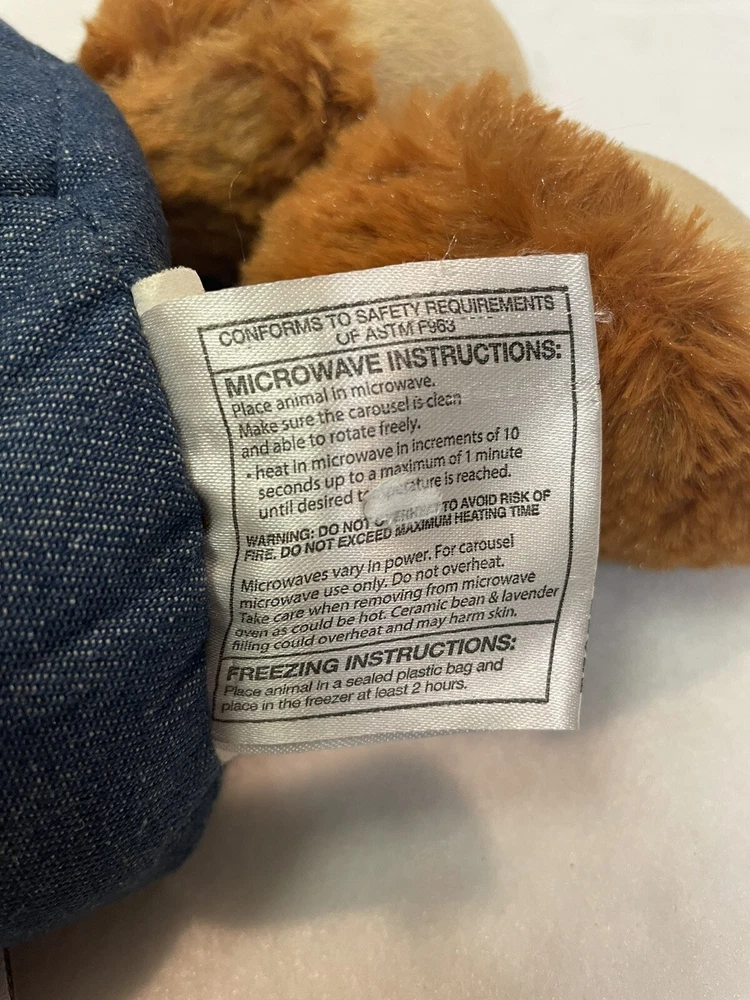 CONFORMS TO SAFETY REQUIREMENTS
OF ASTM F963
MICROWAVE INSTRUCTIONS:
Place animal in microwave.
Make sure the carousel is clean
and able to rotate freely.
• heat in microwave in increments of 10
seconds up to a maximum of 1 minute
until desired is reached.
WARNING: DO NOT TO AVOID RISK OF
FIRE. DO NOT EXCEED MAXIMUM HEATING TIME
Microwaves vary in power. For carousel
microwave use only. Do not overheat.
Take care when removing from microwave
oven as could be hot. Ceramic bean & lavender
filling could overheat and may harm skin.
FREEZING INSTRUCTIONS:
Place animal in a sealed plastic bag and
place in the freezer at least 2 hours.